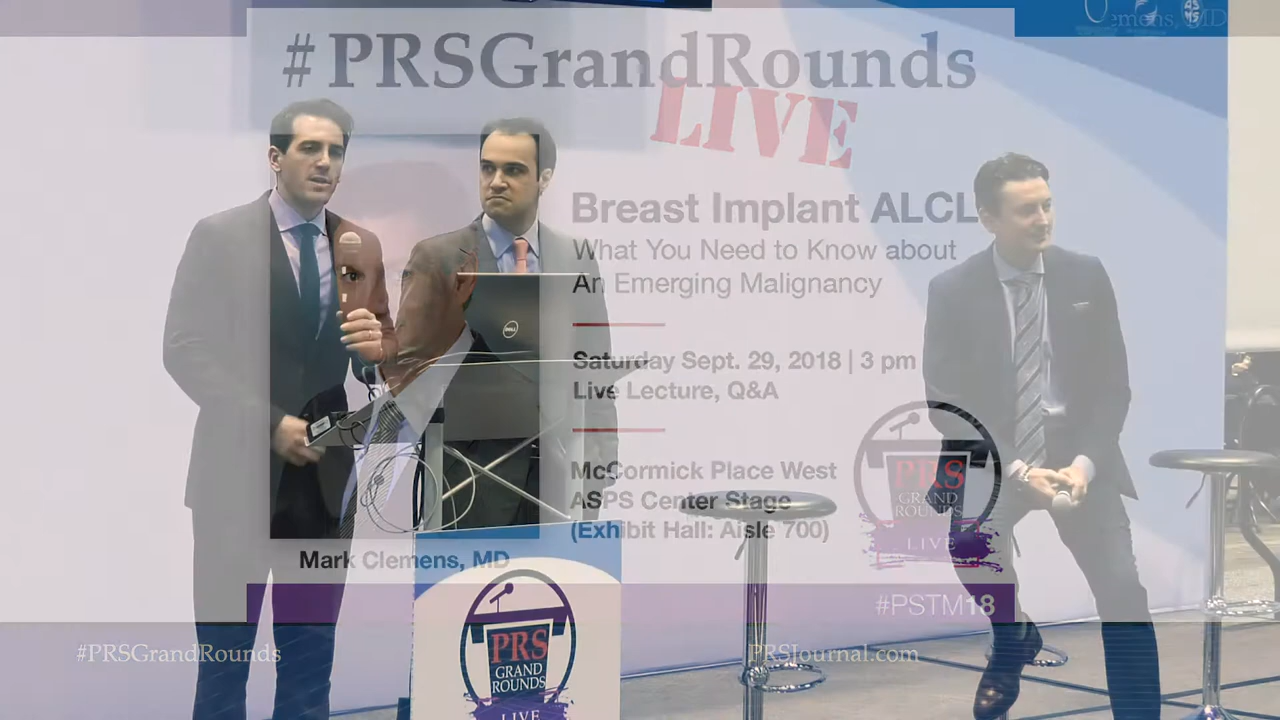 emens, MD
#PRSGrandRounds
LIVE
Breast Implant ALCL
What You Need to Know about
An Emerging Malignancy
Saturday Sept. 29, 2018 | 3 pm
Live Lecture, Q&A
McCormick Place West
ASPS Center Stage
(Exhibit Hall: Aisle 700)
Mark Clemens, MD
DELL
PRS
GRAND
ROUNDS
LIVE
#PSTM18
#PRSGrandRounds
PRSJournal.com
PRS
GRAND
ROUNDS
LIVE